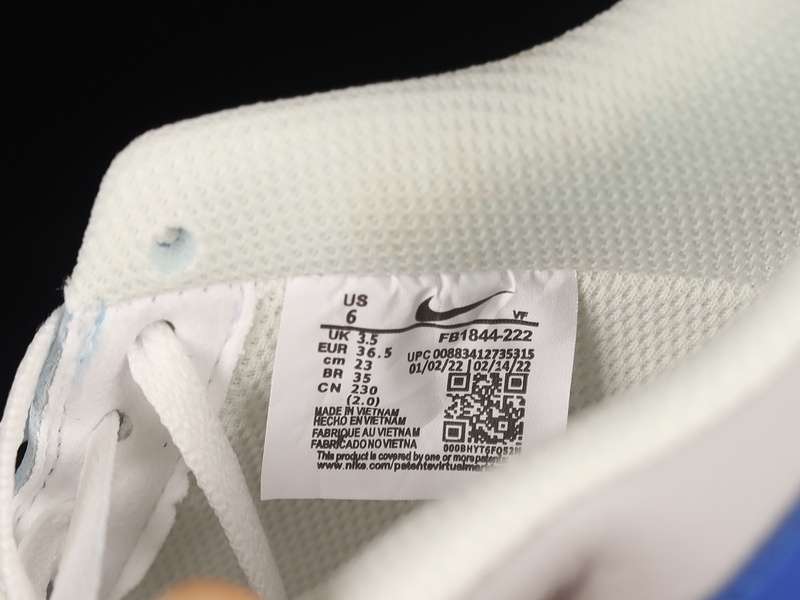 US
6
VF
FB1844-222
UK 3.5
EUR 36.5
cm 23
BR 35
CN 230
(2.0)
UPC 00883412735315
01/02/22 02/14/22
MADE IN VIETNAM
HECHO EN VIETNAM
FABRIQUE AU VIETNAM
FABRICADO NO VIETNA
000BHYT6FQ52
This product is covered by one or more
www.nike.com/patents